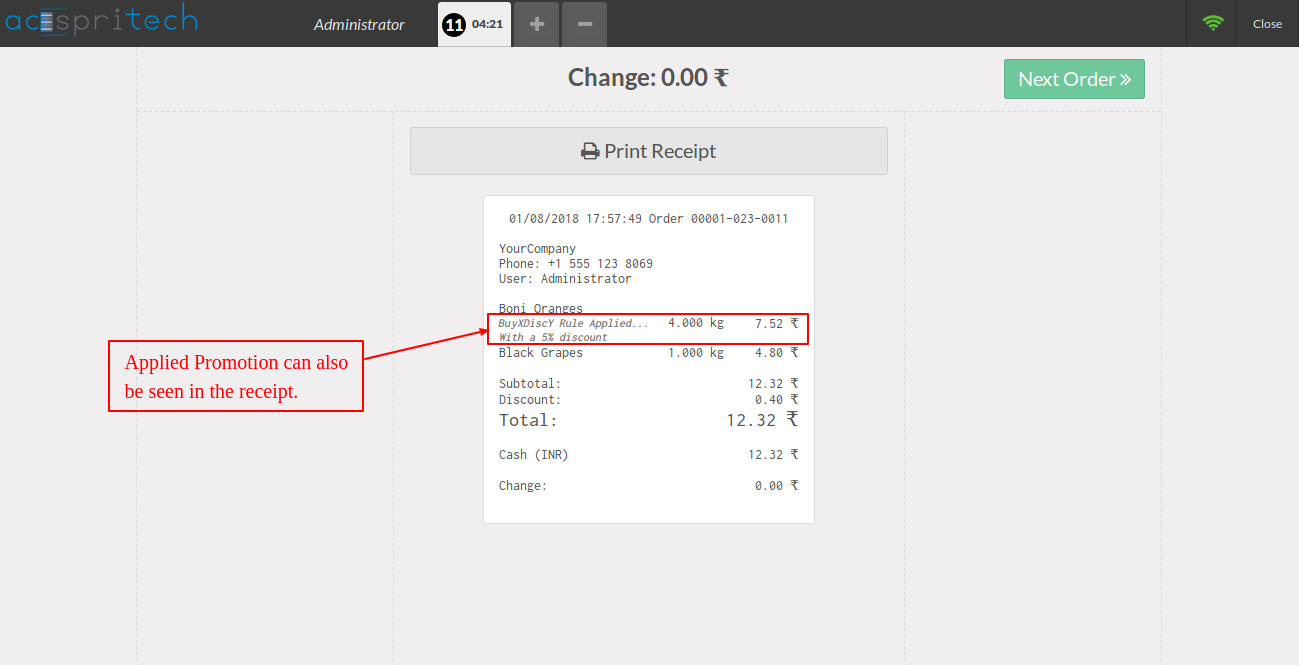 acespritech
Administrator
11 04:21
Close
Change: 0.00 ₹
Next Order »
Print Receipt
01/08/2018 17:57:49 Order 00001-023-0011
YourCompany
Phone: +1 555 123 8069
User: Administrator
Boni Oranges
BuyXDiscY Rule Applied... 4.000 kg 7.52 ₹
With a 5% discount
Black Grapes 1.000 kg 4.80 ₹
Subtotal: 12.32 ₹
Discount: 0.40 ₹
Total: 12.32 ₹
Cash (INR) 12.32 ₹
Change: 0.00 ₹
Applied Promotion can also
be seen in the receipt.